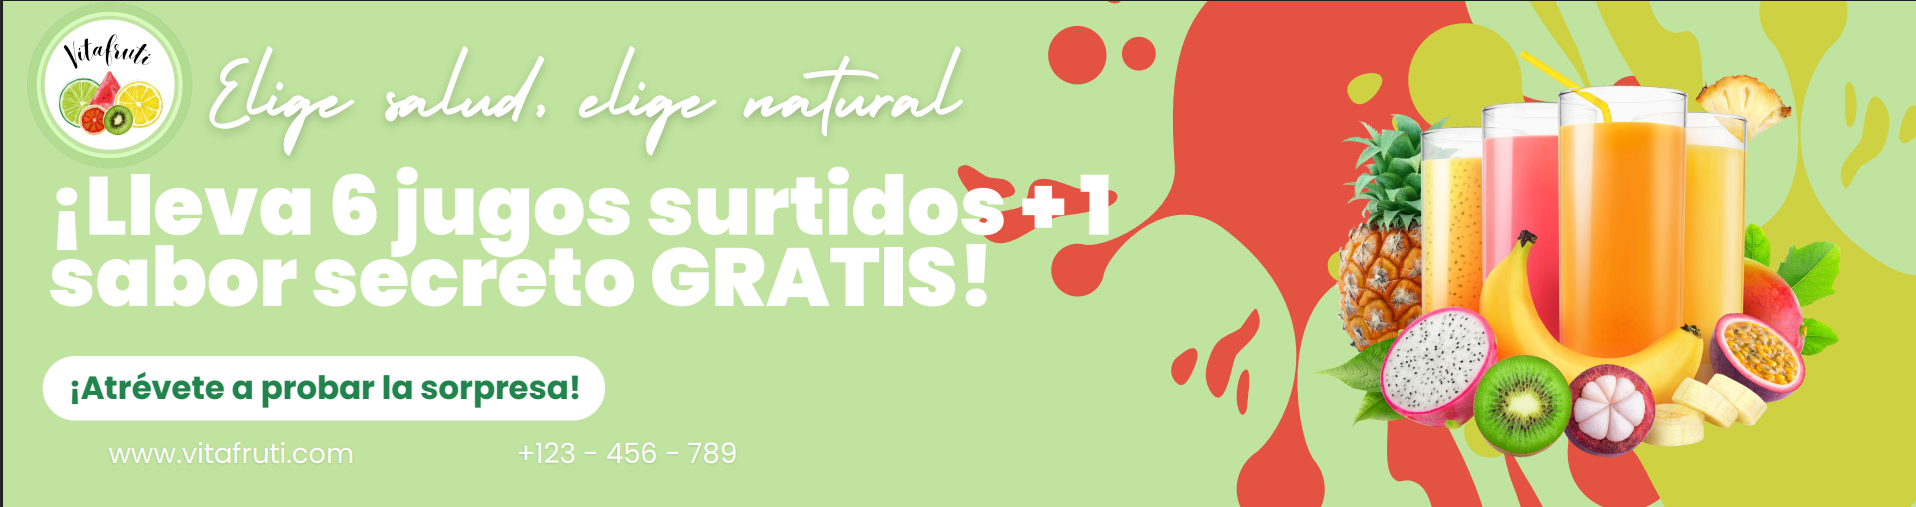 Vitafruti
Elige salud, elige natural
¡Lleva 6 jugos surtidos +1
sabor secreto GRATIS!
¡Atrévete a probar la sorpresa!
www.vitafruti.com
+123 - 456 - 789